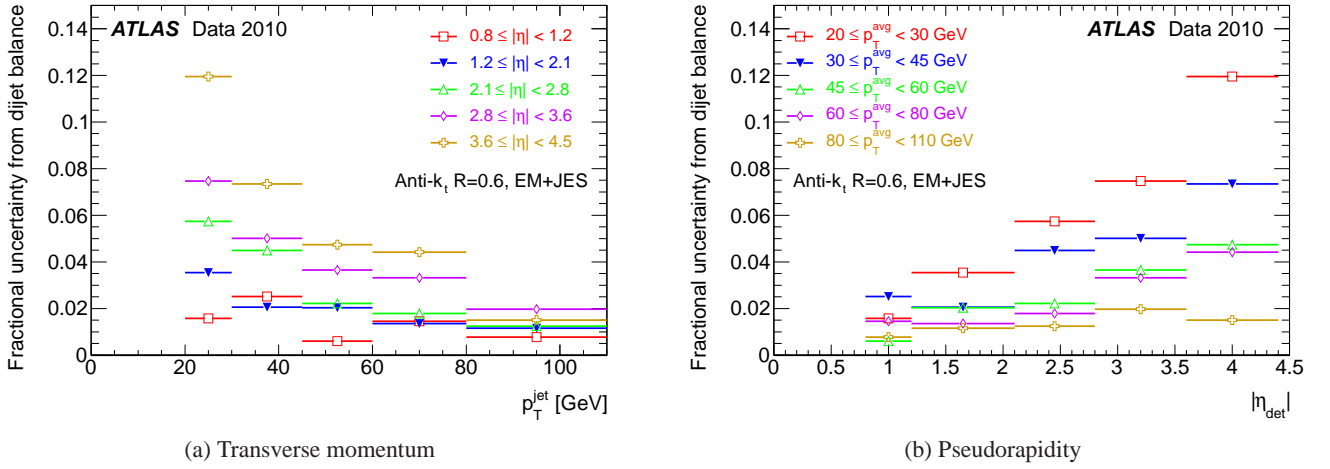 ATLAS Data 2010
0.8 ≤ |η| < 1.2
1.2 ≤ |η| < 2.1
2.1 ≤ |η| < 2.8
2.8 ≤ |η| < 3.6
3.6 ≤ |η| < 4.5
Anti-k_t R=0.6, EM+JES
Fractional uncertainty from dijet balance
0.14
0.12
0.1
0.08
0.06
0.04
0.02
0
0 20 40 60 80 100
p_T^jet [GeV]
(a) Transverse momentum
ATLAS Data 2010
20 ≤ p_T^avg < 30 GeV
30 ≤ p_T^avg < 45 GeV
45 ≤ p_T^avg < 60 GeV
60 ≤ p_T^avg < 80 GeV
80 ≤ p_T^avg < 110 GeV
Anti-k_t R=0.6, EM+JES
Fractional uncertainty from dijet balance
0.14
0.12
0.1
0.08
0.06
0.04
0.02
0
0 0.5 1 1.5 2 2.5 3 3.5 4 4.5
|η_det|
(b) Pseudorapidity